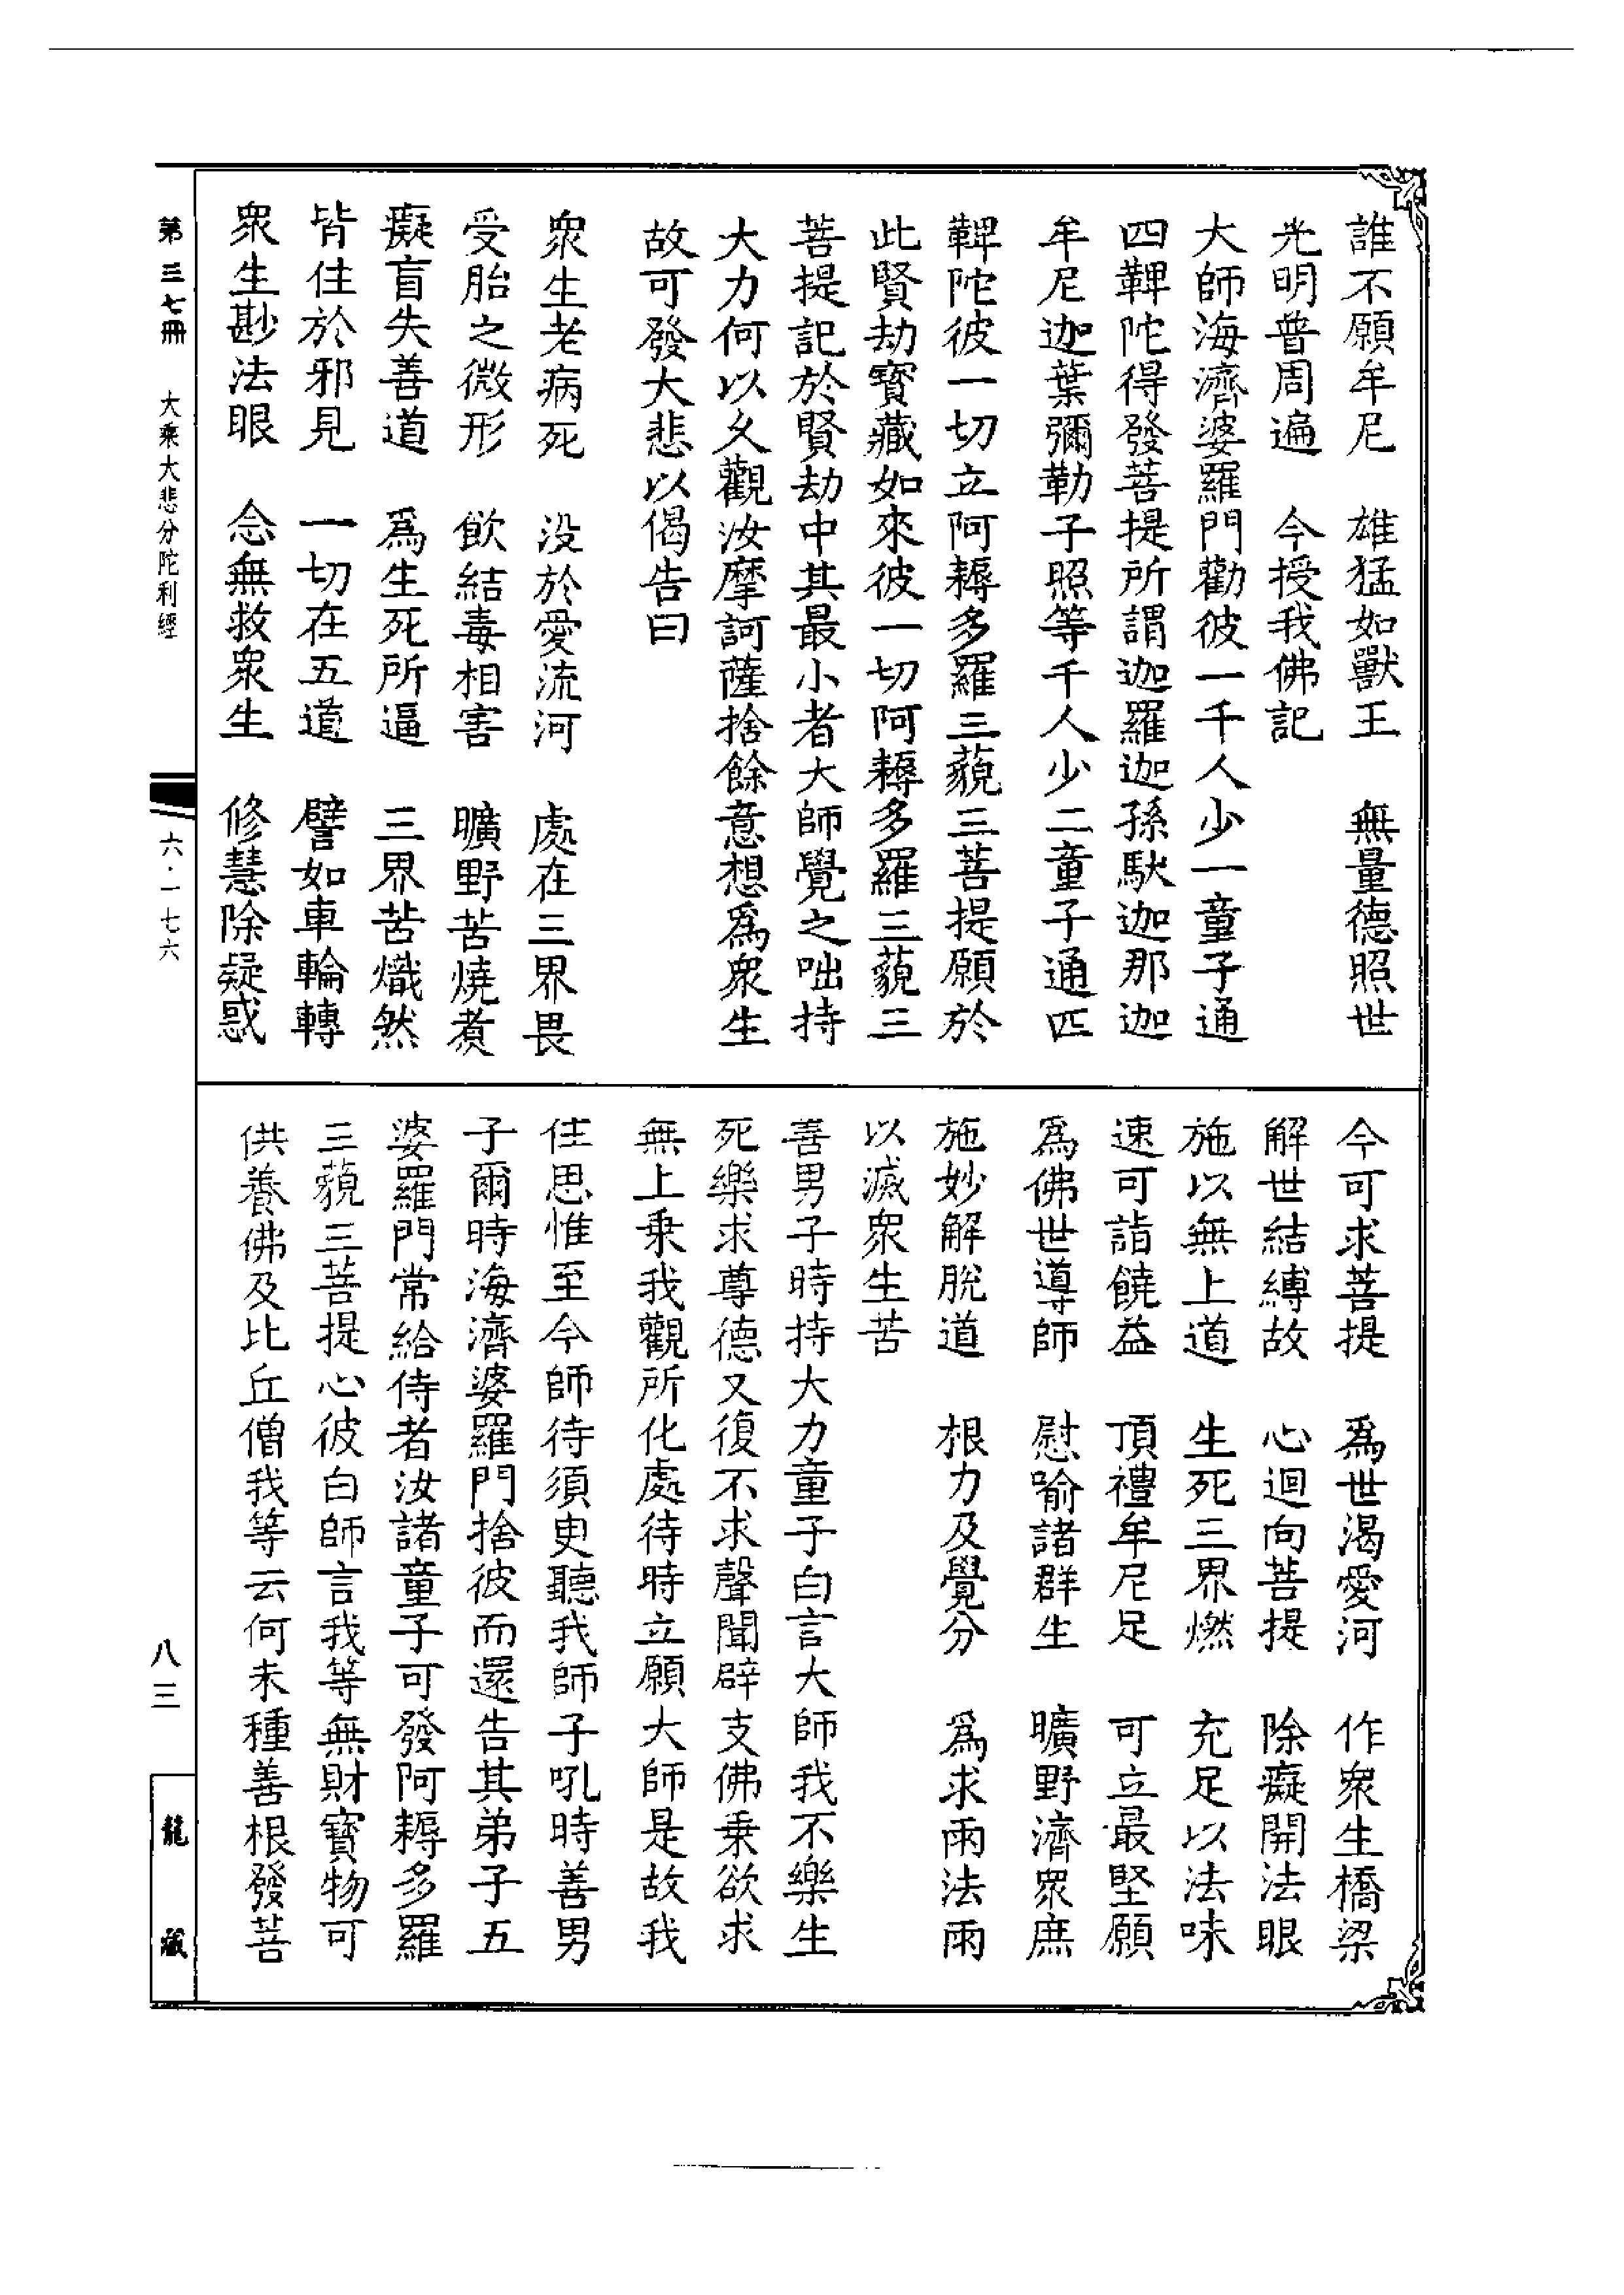 誰不願牟尼　雄猛如獸王　無量德照世
光明普周遍　今授我佛記
大師海濟婆羅門勸彼一千人少一童子通
四鞞陀得發菩提所謂迦羅迦孫馱迦那迦
牟尼迦葉彌勒子照等千人少二童子通四
鞞陀彼一切立阿耨多羅三藐三菩提願於
此賢劫寶藏如來彼一切阿耨多羅三藐三
菩提記於賢劫中其最小者大師覺之咄持
大力何以久觀汝摩訶薩捨餘意想爲衆生
故可發大悲以偈告曰
衆生老病死　没於愛流河　處在三界畏
受胎之微形　飲結毒相害　曠野苦燒煑
癡盲失善道　爲生死所逼　三界苦熾然
皆住於邪見　一切在五道　譬如車輪轉
衆生尠法眼　念無救衆生　修慧除疑惑
今可求菩提　爲世渴愛河　作衆生橋梁
解世結縛故　心迴向菩提　除癡開法眼
施以無上道　生死三界燃　充足以法味
速可詣饒益　頂禮牟尼足　可立最堅願
爲佛世導師　慰喻諸群生　曠野濟衆庶
施妙解脫道　根力及覺分　爲求雨法雨
以滅衆生苦
善男子時持大力童子白言大師我不樂生
死樂求尊德又復不求聲聞辟支佛乗欲求
無上乗我觀所化處待時立願大師是故我
住思惟至今師待須臾聽我師子吼時善男
子爾時海濟婆羅門捨彼而還告其弟子五
婆羅門常給侍者汝諸童子可發阿耨多羅
三藐三菩提心彼白師言我等無財寶物可
供養佛及比丘僧我等云何未種善根發菩
第三七冊　大乘大悲分陀利經
六·一七六
八三
龍藏